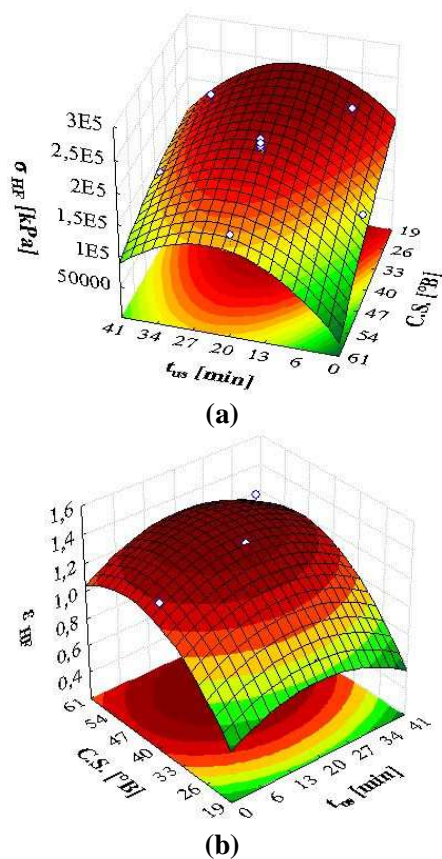 3E5
2,5E5
2E5
1,5E5
1E5
50000
σ HF [kPa]
41 34 27 20 13 6 0
t us [min]
19 26 33 40 47 54 61
C.S. [°B]
(a)
1,6
1,4
1,2
1,0
0,8
0,6
0,4
ε HF
61 54 47 40 33 26 19
C.S. [°B]
0 6 13 20 27 34 41
t us [min]
(b)